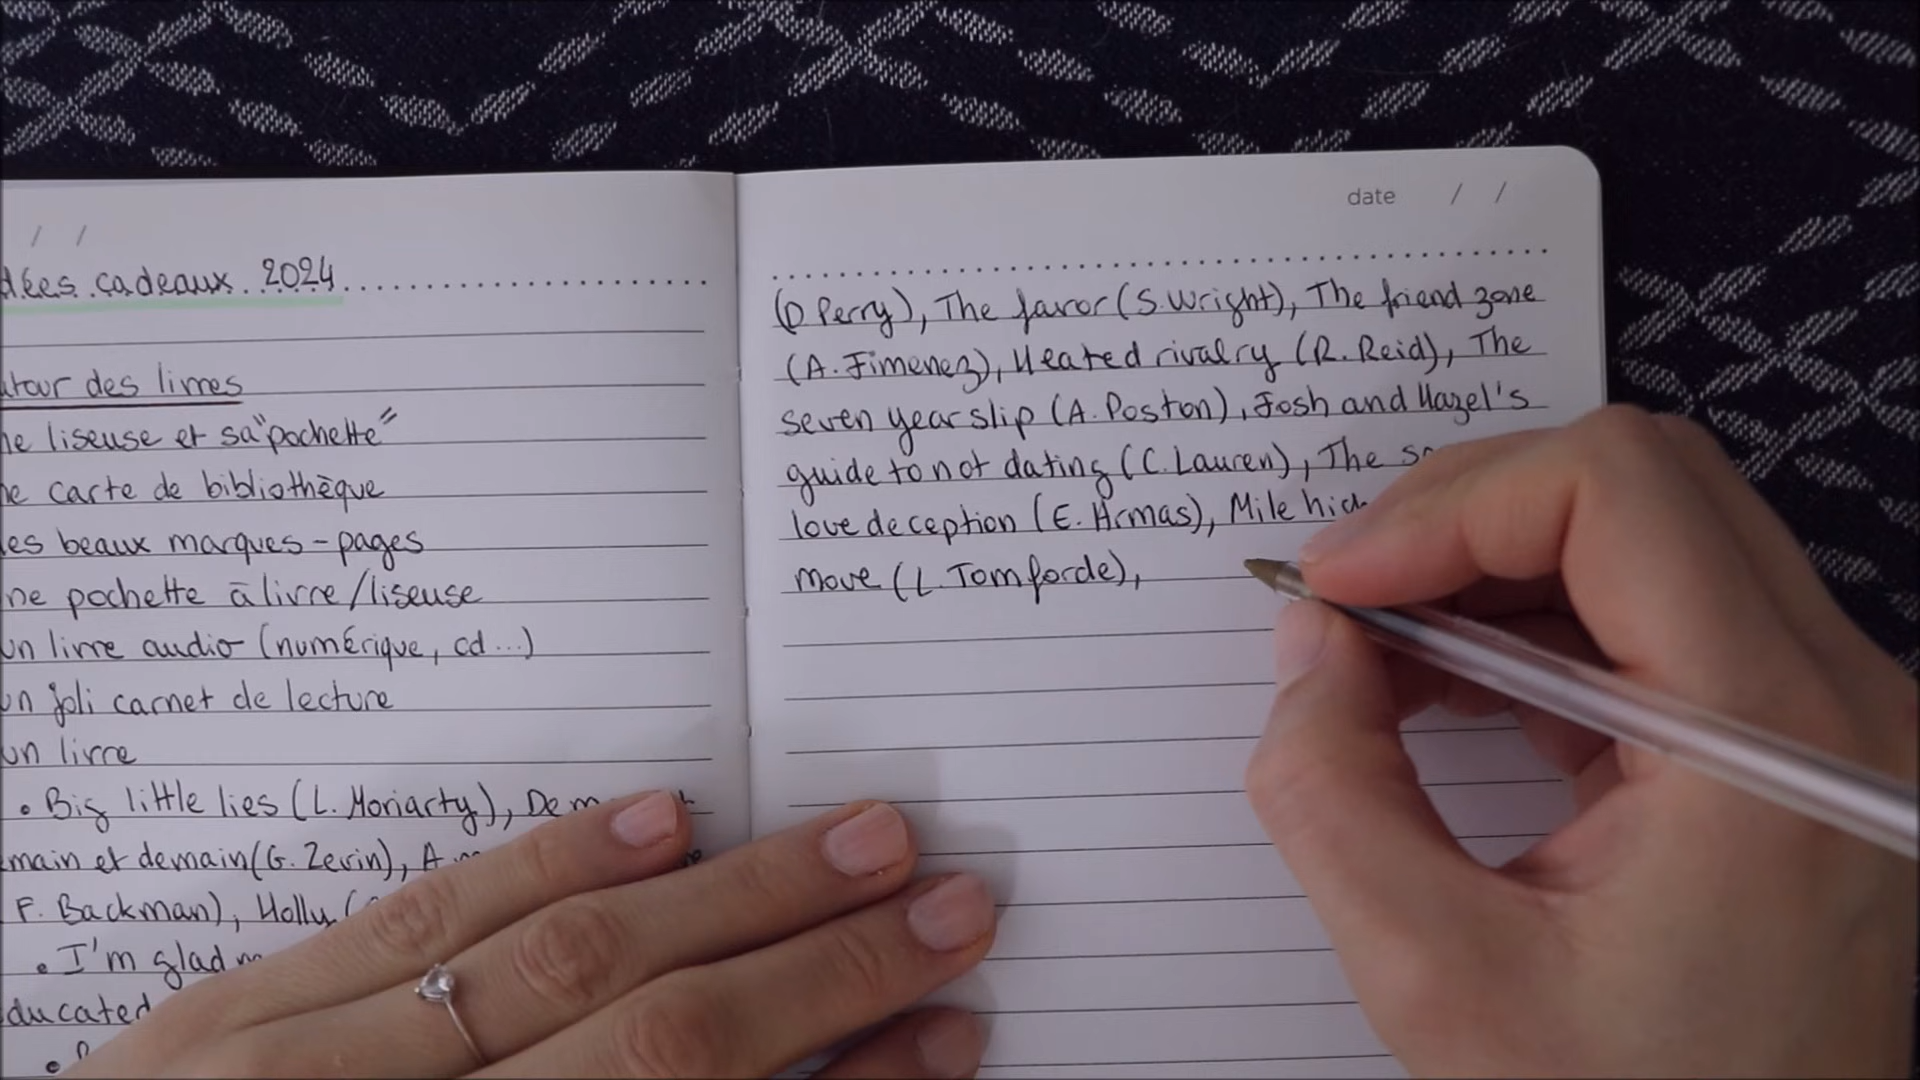 / /
dées cadeaux 2024
utour des livres
ne liseuse et sa "pochette"
ne carte de bibliothèque
des beaux marques-pages
ne pochette à livre/liseuse
un livre audio (numérique, cd...)
un joli carnet de lecture
un livre
• Big little lies (L. Moriarty),
main et demain (G. Zevin),
F. Backman), Holly
• I'm glad
ducated
date / /
(D. Perry), The favor (S. Wright), The friend zone
(A. Jimenez), Heated rivalry (R. Reid), The
seven year slip (A. Poston), Josh and Hazel's
guide to not dating (C. Lauren), The
love deception (E. Armas), Mile
move (L. Tomforde),